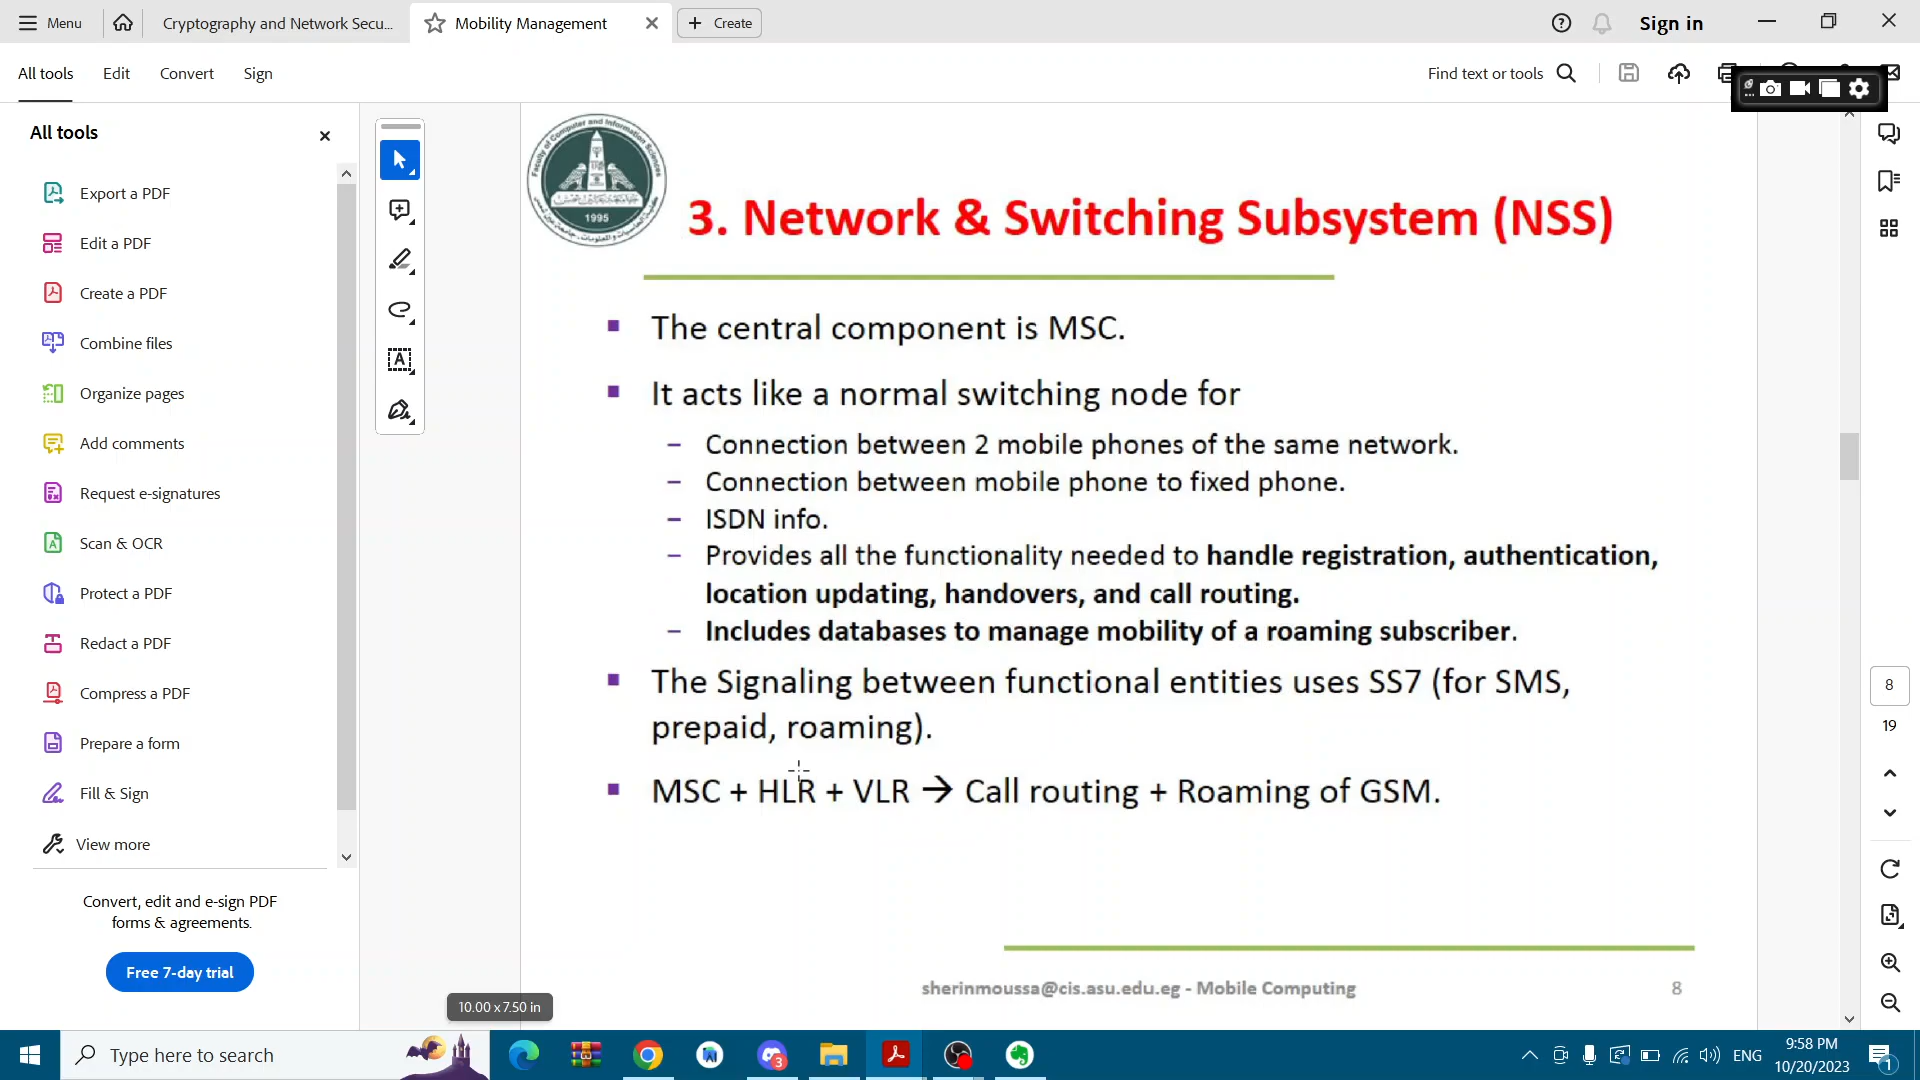 Menu
Cryptography and Network Secu...
Mobility Management
Create
Sign in
All tools
Edit
Convert
Sign
Find text or tools
All tools
Export a PDF
Edit a PDF
Create a PDF
Combine files
Organize pages
Add comments
Request e-signatures
Scan & OCR
Protect a PDF
Redact a PDF
Compress a PDF
Prepare a form
Fill & Sign
View more
Convert, edit and e-sign PDF
forms & agreements.
Free 7-day trial
Faculty of Computer and Information Sciences
1995
3. Network & Switching Subsystem (NSS)
The central component is MSC.
It acts like a normal switching node for
– Connection between 2 mobile phones of the same network.
– Connection between mobile phone to fixed phone.
– ISDN info.
– Provides all the functionality needed to handle registration, authentication,
location updating, handovers, and call routing.
– Includes databases to manage mobility of a roaming subscriber.
The Signaling between functional entities uses SS7 (for SMS,
prepaid, roaming).
MSC + HLR + VLR → Call routing + Roaming of GSM.
sherinmoussa@cis.asu.edu.eg - Mobile Computing
8
10.00 x 7.50 in
8
19
Type here to search
3
ENG
9:58 PM
10/20/2023
1